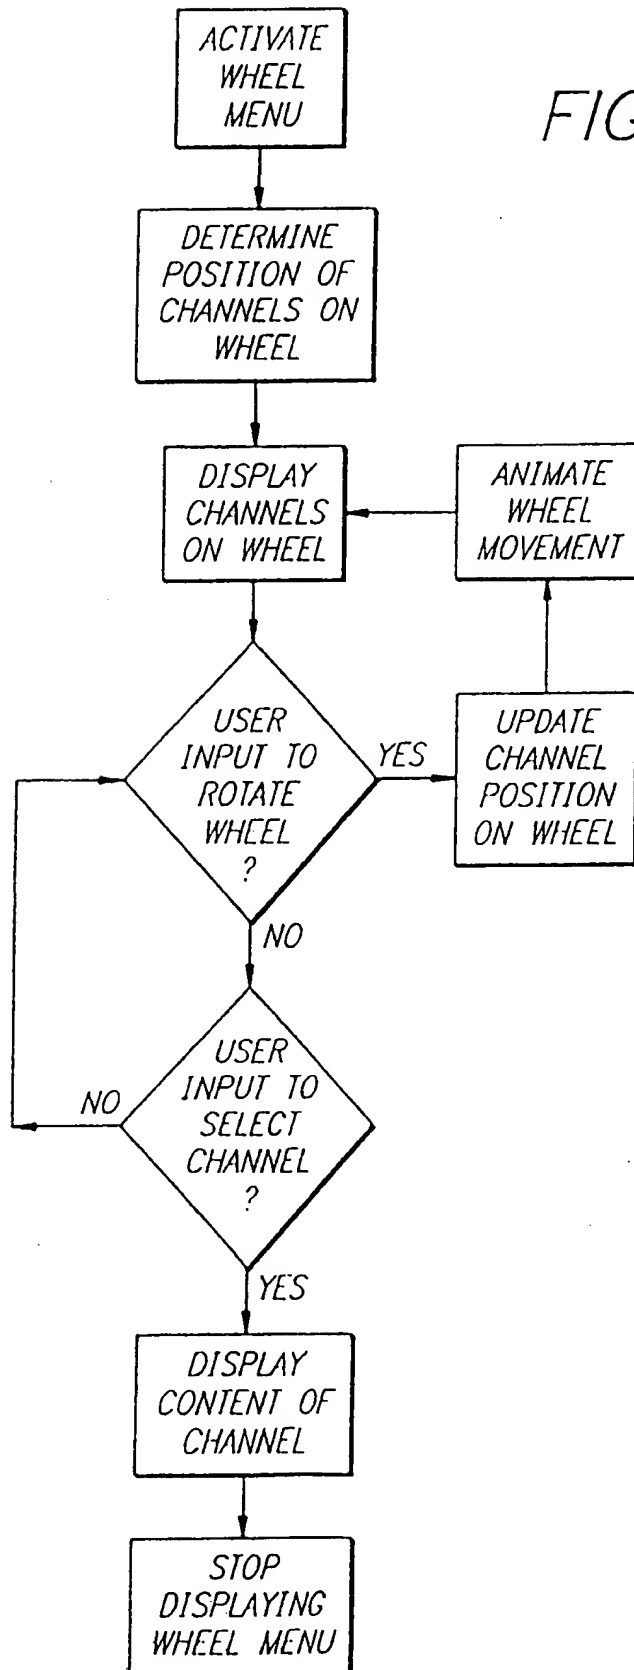 ACTIVATE
WHEEL
MENU
FIG
DETERMINE
POSITION OF
CHANNELS ON
WHEEL
DISPLAY
CHANNELS
ON WHEEL
ANIMATE
WHEEL
MOVEMENT
USER
INPUT TO
ROTATE
WHEEL
?
YES
UPDATE
CHANNEL
POSITION
ON WHEEL
NO
USER
INPUT TO
SELECT
CHANNEL
?
NO
YES
DISPLAY
CONTENT OF
CHANNEL
STOP
DISPLAYING
WHEEL MENU